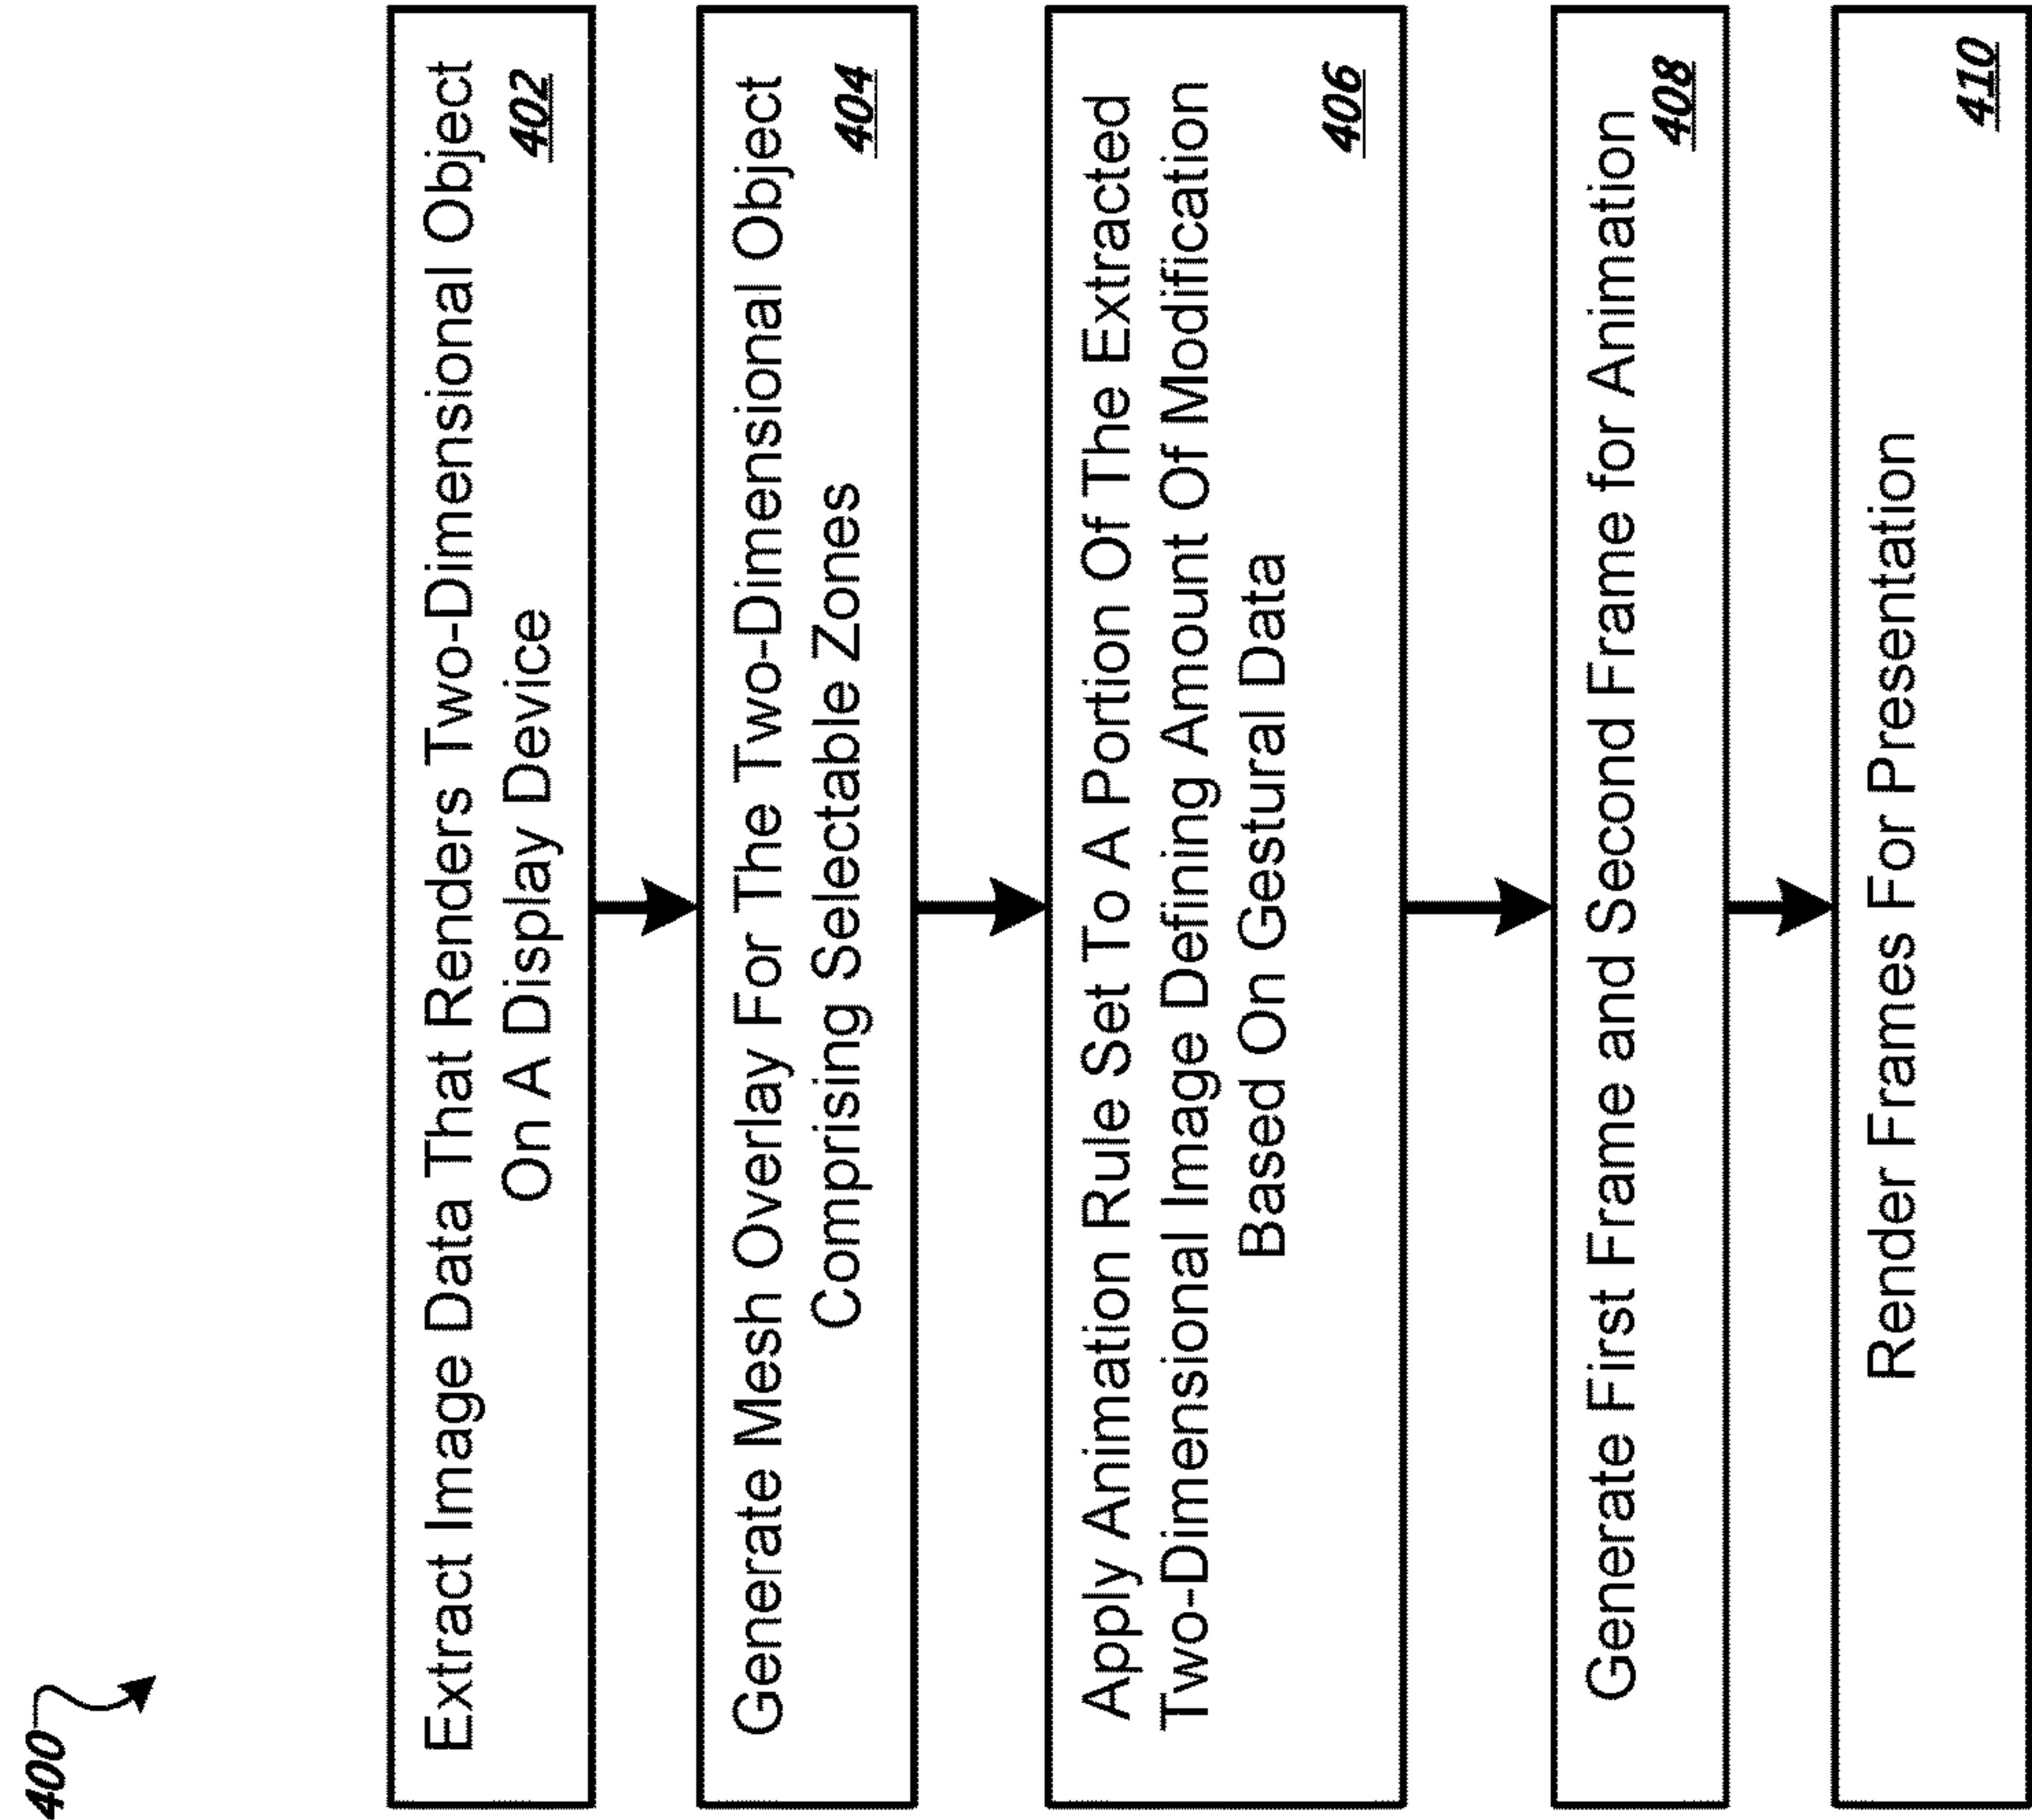 400
Extract Image Data That Renders Two-Dimensional Object
On A Display Device
402
Generate Mesh Overlay For The Two-Dimensional Object
Comprising Selectable Zones
404
Apply Animation Rule Set To A Portion Of The Extracted
Two-Dimensional Image Defining Amount Of Modification
Based On Gestural Data
406
Generate First Frame and Second Frame for Animation
408
Render Frames For Presentation
410